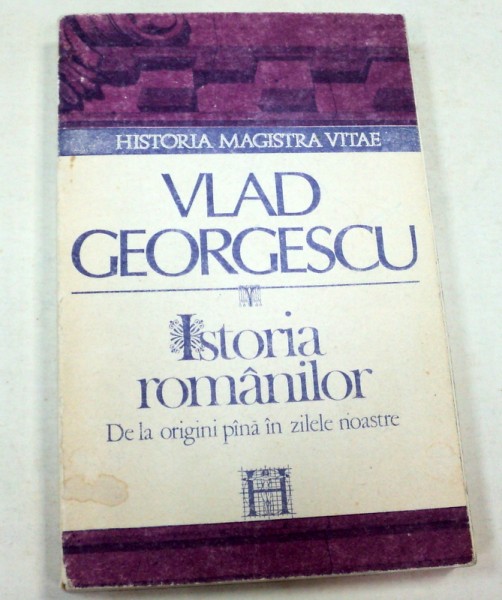 HISTORIA MAGISTRA VITAE
VLAD
GEORGESCU
Istoria
românilor
De la origini pînă în zilele noastre
H